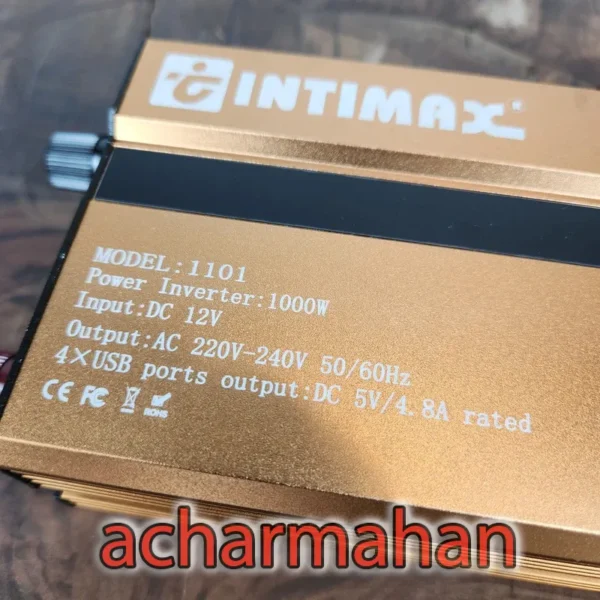 INTIMAX
MODEL:1101
Power Inverter:1000W
Input:DC 12V
Output:AC 220V-240V 50/60Hz
4×USB ports output:DC 5V/4.8A rated
CE FC ROHS
acharmahan